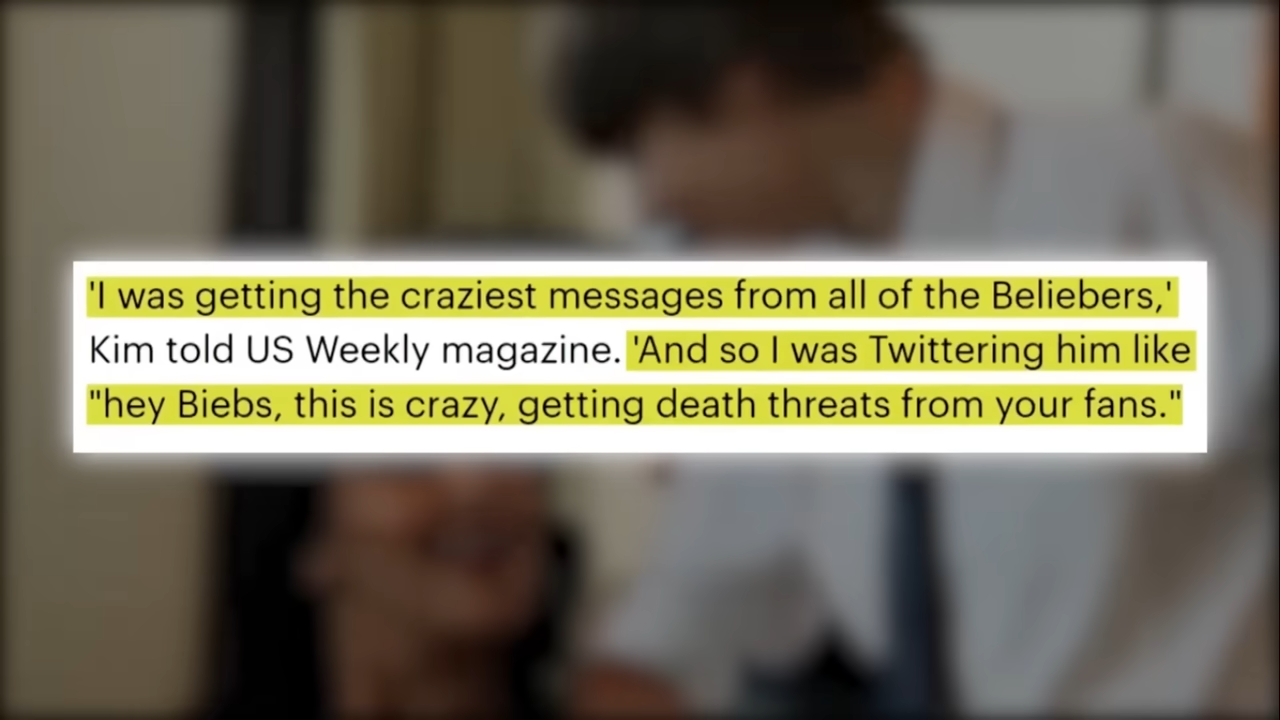 'I was getting the craziest messages from all of the Beliebers,'
Kim told US Weekly magazine. 'And so I was Twittering him like
"hey Biebs, this is crazy, getting death threats from your fans."